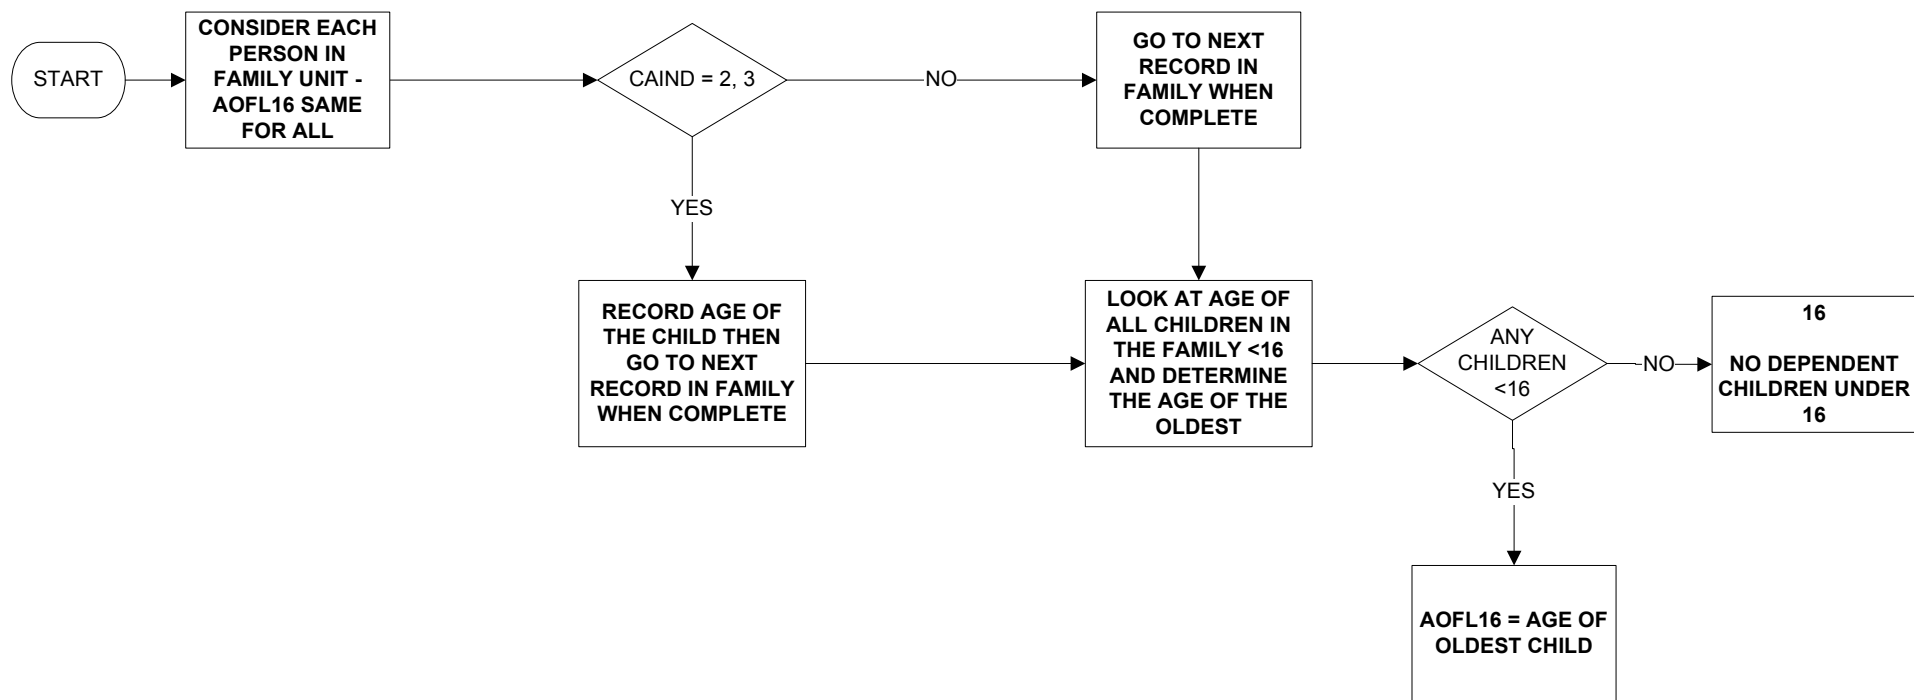 START
CONSIDER EACH
PERSON IN
FAMILY UNIT -
AOFL16 SAME
FOR ALL
CAIND = 2, 3
NO
GO TO NEXT
RECORD IN
FAMILY WHEN
COMPLETE
YES
RECORD AGE OF
THE CHILD THEN
GO TO NEXT
RECORD IN FAMILY
WHEN COMPLETE
LOOK AT AGE OF
ALL CHILDREN IN
THE FAMILY <16
AND DETERMINE
THE AGE OF THE
OLDEST
ANY
CHILDREN
<16
NO
16
NO DEPENDENT
CHILDREN UNDER
16
YES
AOFL16 = AGE OF
OLDEST CHILD